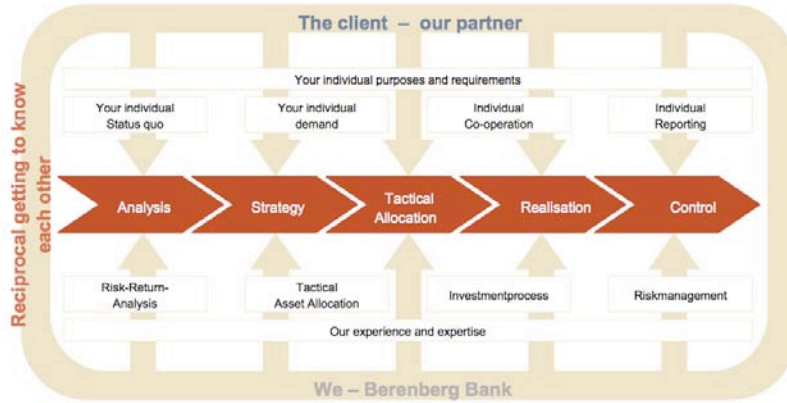 The client – our partner
Your individual purposes and requirements
Your individual
Status quo
Your individual
demand
Individual
Co-operation
Individual
Reporting
Reciprocal getting to know
each other
Analysis
Strategy
Tactical
Allocation
Realisation
Control
Risk-Return-
Analysis
Tactical
Asset Allocation
Investmentprocess
Riskmanagement
Our experience and expertise
We – Berenberg Bank